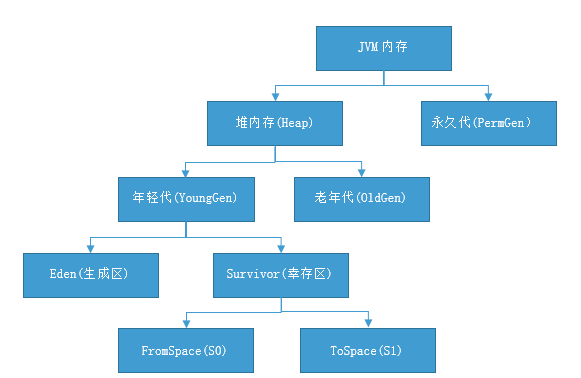 JVM内存
堆内存(Heap)
永久代(PermGen)
年轻代(YoungGen)
老年代(OldGen)
Eden(生成区)
Survivor(幸存区)
FromSpace(S0)
ToSpace(S1)